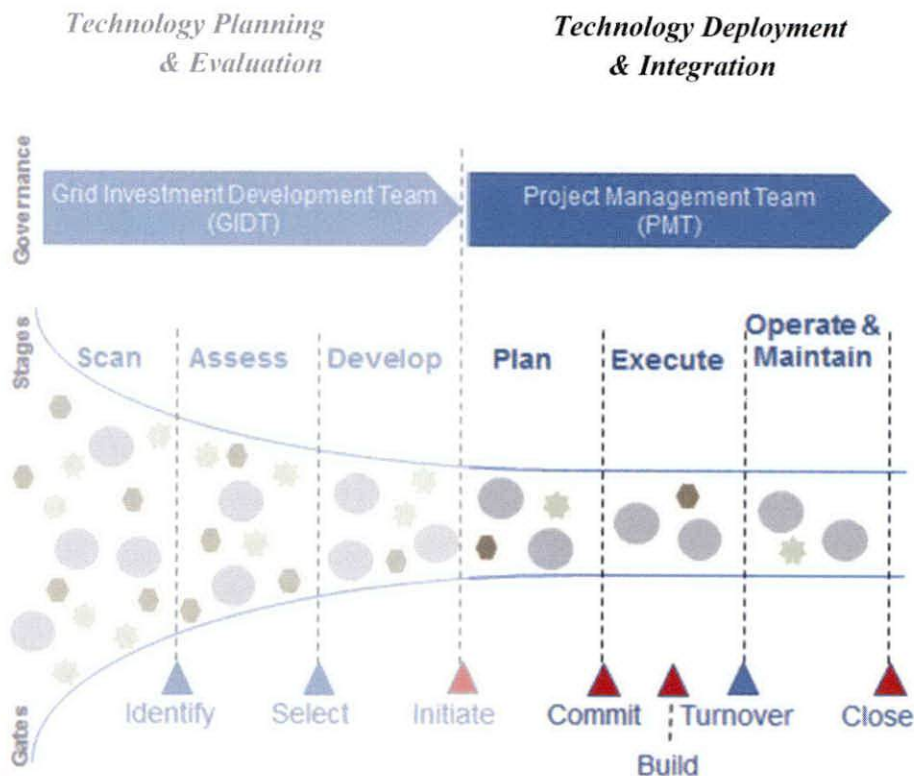 Technology Planning
& Evaluation
Technology Deployment
& Integration
Governance
Grid Investment Development Team
(GIDT)
Project Management Team
(PMT)
Stages
Scan
Assess
Develop
Plan
Execute
Operate &
Maintain
Gates
Identify
Select
Initiate
Commit
Build
Turnover
Close